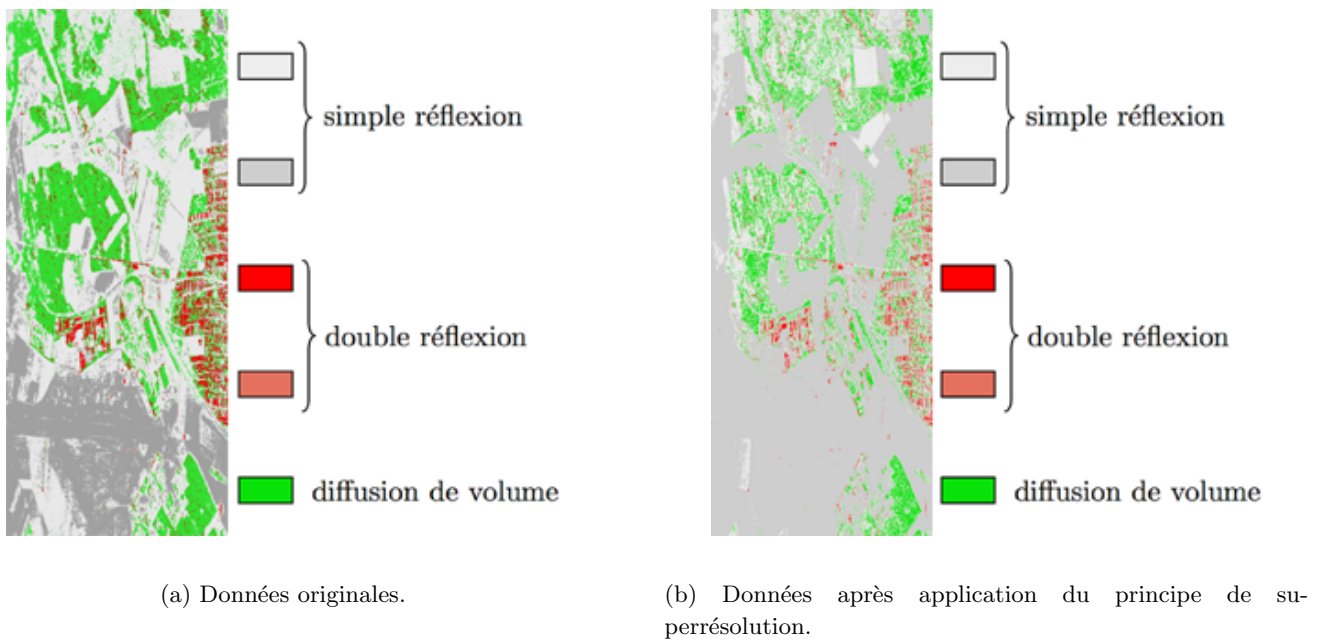 simple réflexion
double réflexion
diffusion de volume
simple réflexion
double réflexion
diffusion de volume
(a) Données originales.
(b) Données après application du principe de su-
perrésolution.